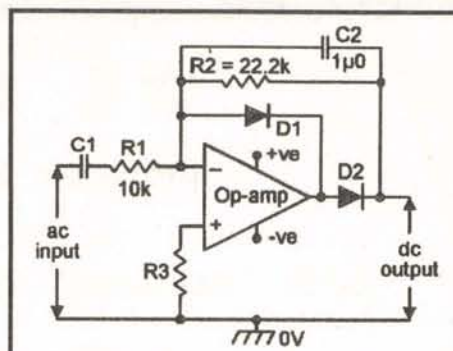 C2
1µ0
R2 = 22.2k
D1
C1
R1
10k
+ve
Op-amp
D2
-ve
ac
input
R3
dc
output
0V